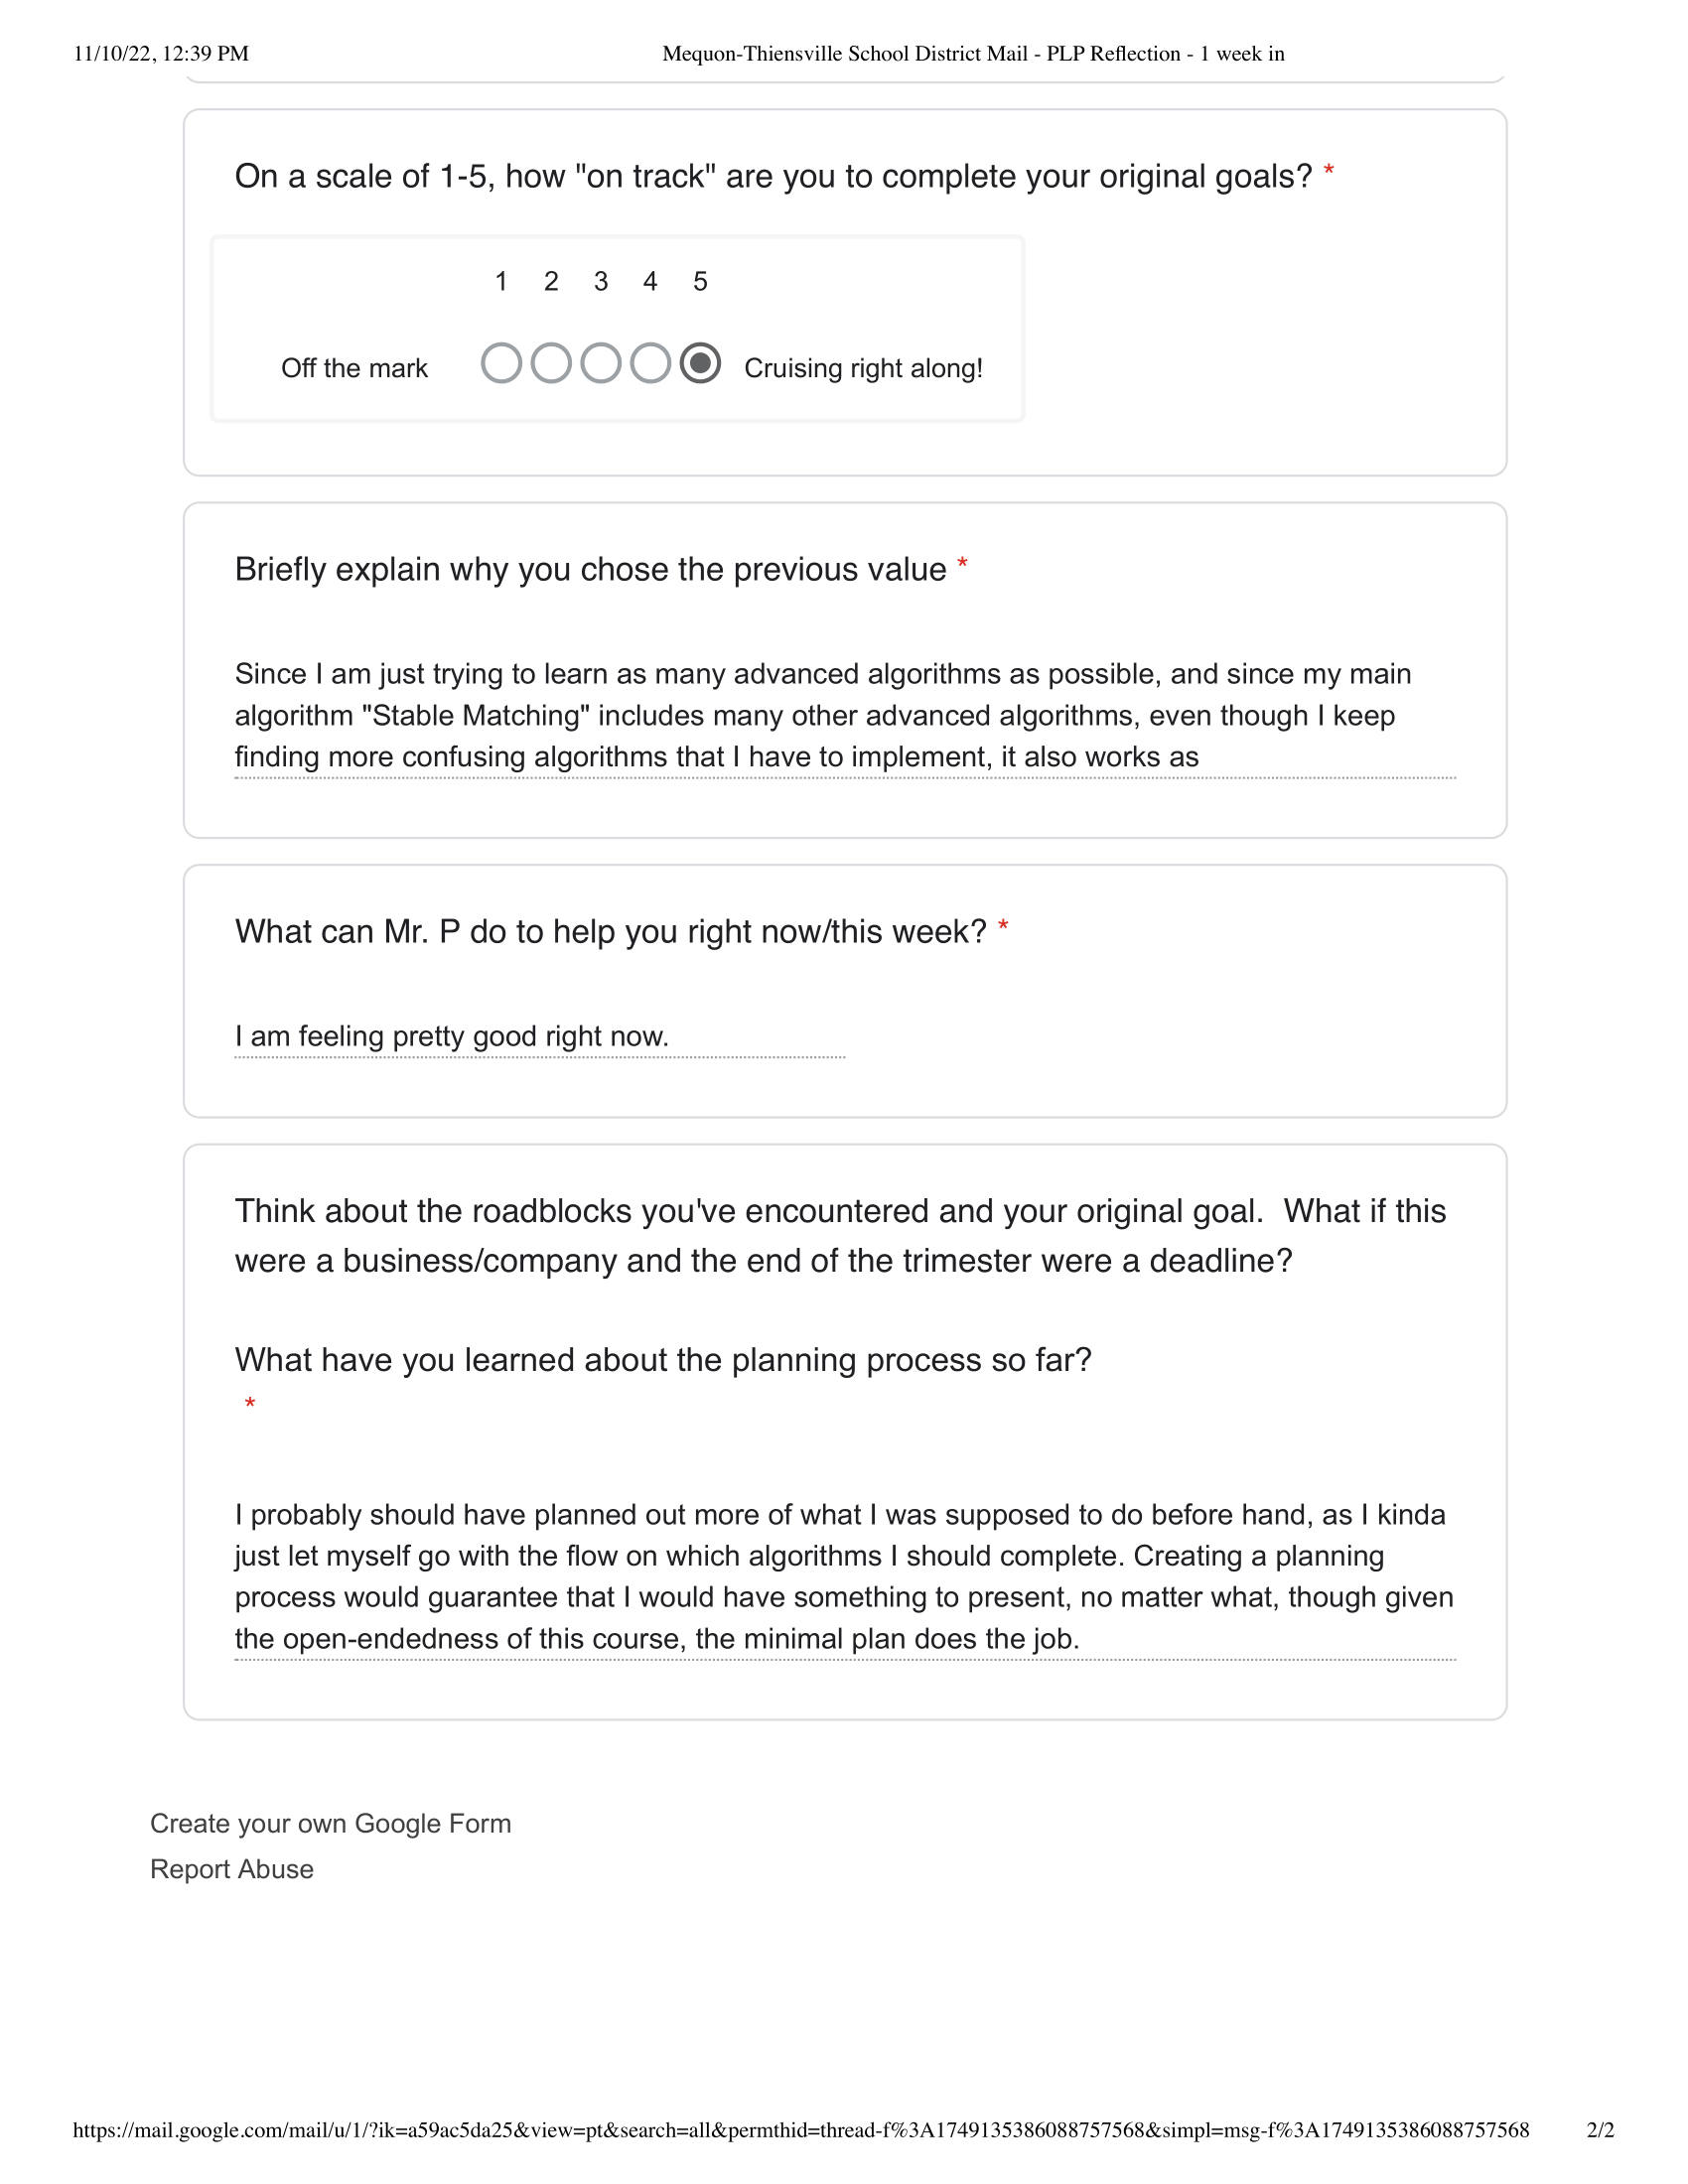 11/10/22, 12:39 PM Mequon-Thiensville School District Mail - PLP Reflection - 1 week in
On a scale of 1-5, how "on track" are you to complete your original goals? *
1 2 3 4 5
Off the mark Cruising right along!
Briefly explain why you chose the previous value *
Since I am just trying to learn as many advanced algorithms as possible, and since my main
algorithm "Stable Matching" includes many other advanced algorithms, even though I keep
finding more confusing algorithms that I have to implement, it also works as
What can Mr. P do to help you right now/this week? *
I am feeling pretty good right now.
Think about the roadblocks you've encountered and your original goal.  What if this
were a business/company and the end of the trimester were a deadline?
What have you learned about the planning process so far?
*
I probably should have planned out more of what I was supposed to do before hand, as I kinda
just let myself go with the flow on which algorithms I should complete. Creating a planning
process would guarantee that I would have something to present, no matter what, though given
the open-endedness of this course, the minimal plan does the job.
Create your own Google Form
Report Abuse
https://mail.google.com/mail/u/1/?ik=a59ac5da25&view=pt&search=all&permthid=thread-f%3A1749135386088757568&simpl=msg-f%3A1749135386088757568 2/2